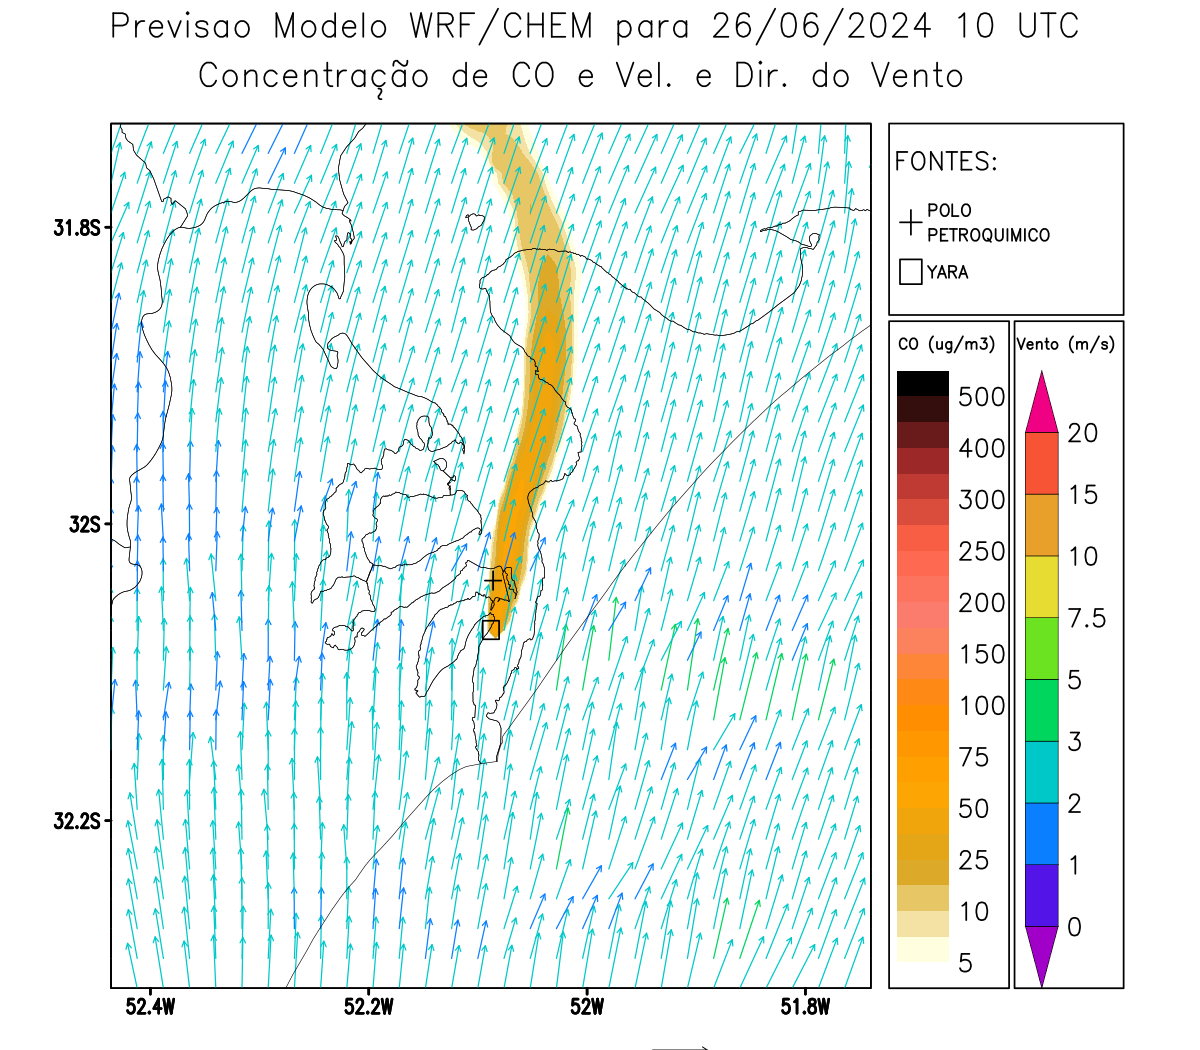 Previsao Modelo WRF/CHEM para 26/06/2024 10 UTC
Concentração de CO e Vel. e Dir. do Vento
FONTES:
POLO
PETROQUIMICO
YARA
CO (ug/m3)
500
400
300
250
200
150
100
75
50
25
10
5
Vento (m/s)
20
15
10
7.5
5
3
2
1
0
31.8S
32S
32.2S
52.4W
52.2W
52W
51.8W